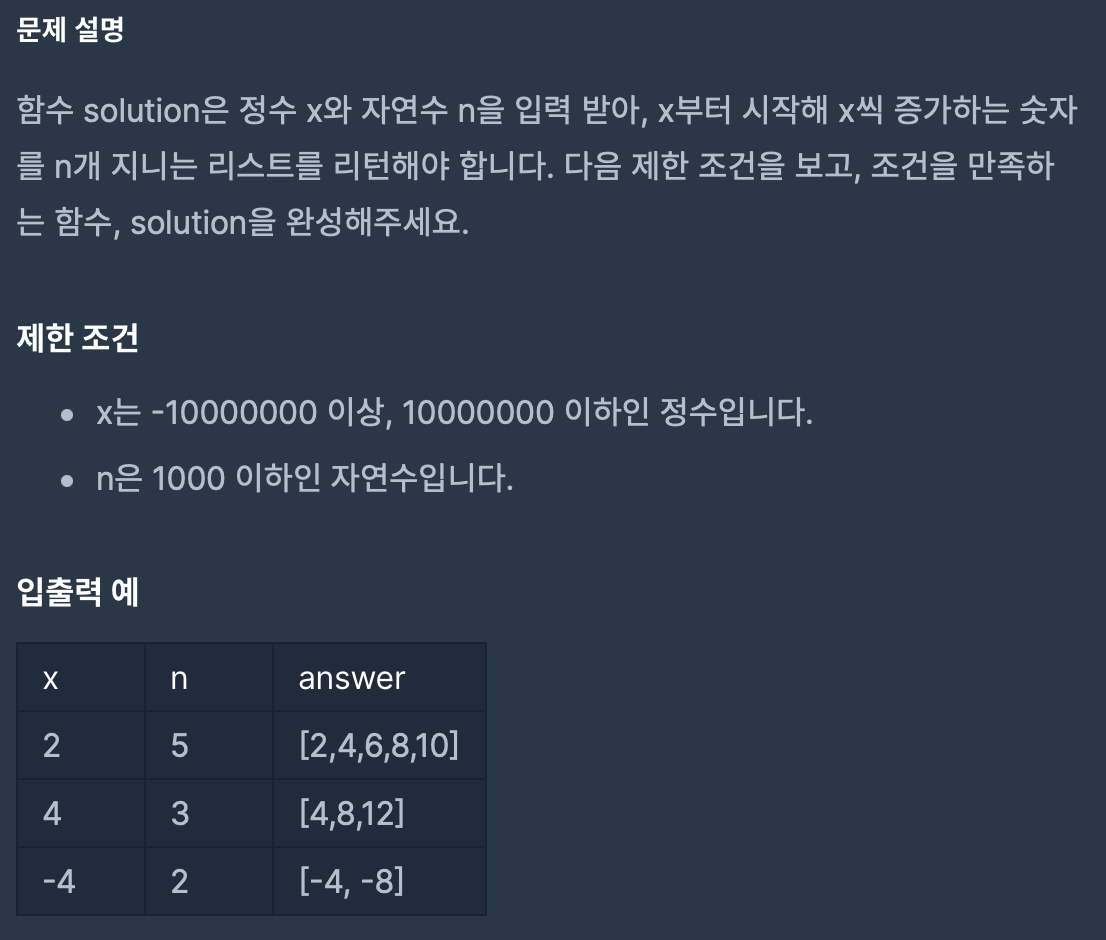 문제 설명
함수 solution은 정수 x와 자연수 n을 입력 받아, x부터 시작해 x씩 증가하는 숫자
를 n개 지니는 리스트를 리턴해야 합니다. 다음 제한 조건을 보고, 조건을 만족하
는 함수, solution을 완성해주세요.
제한 조건
• x는 -10000000 이상, 10000000 이하인 정수입니다.
• n은 1000 이하인 자연수입니다.
입출력 예
x n answer
2 5 [2,4,6,8,10]
4 3 [4,8,12]
-4 2 [-4, -8]